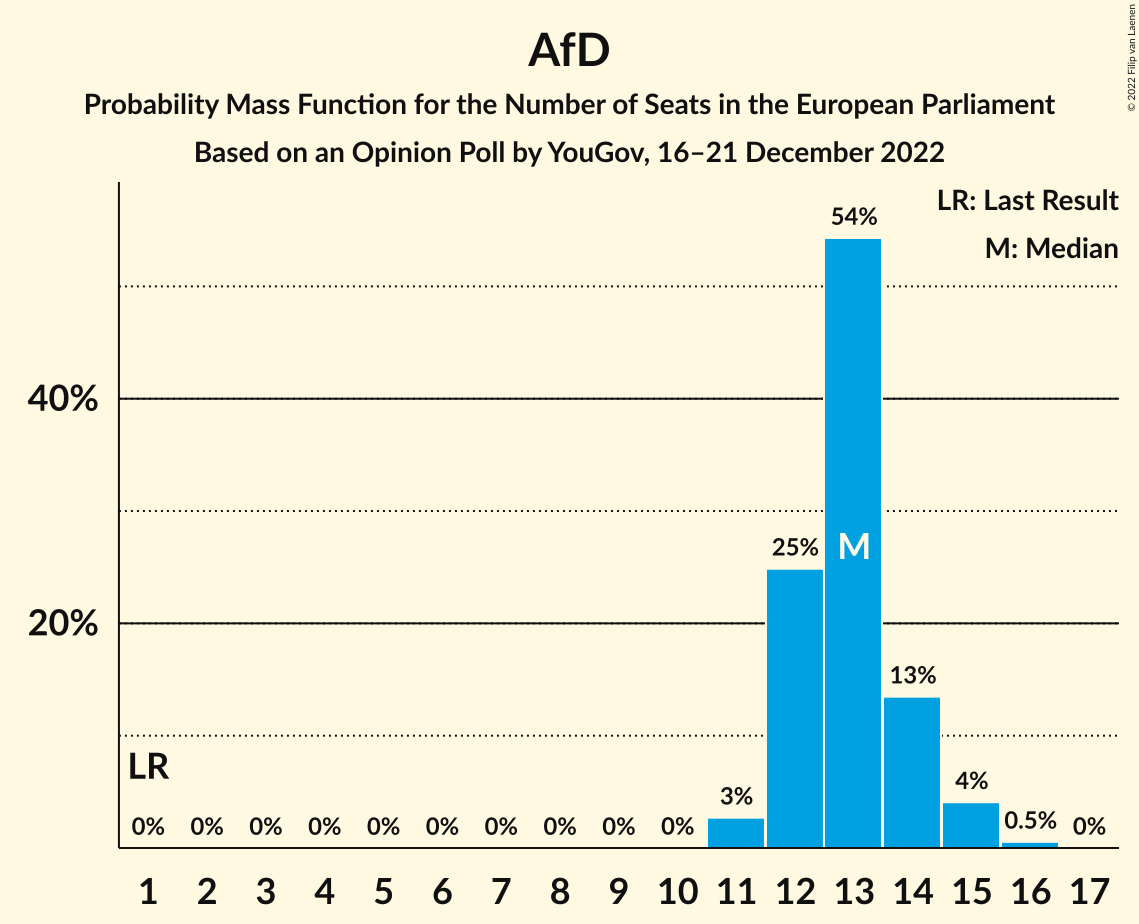 AfD
Probability Mass Function for the Number of Seats in the European Parliament
Based on an Opinion Poll by YouGov, 16–21 December 2022
© 2022 Filip van Laenen
LR: Last Result
M: Median
54%
40%
25%
M
20%
13%
LR
4%
3%
0% 0% 0% 0% 0% 0% 0% 0% 0% 0% 0.5% 0%
1 2 3 4 5 6 7 8 9 10 11 12 13 14 15 16 17